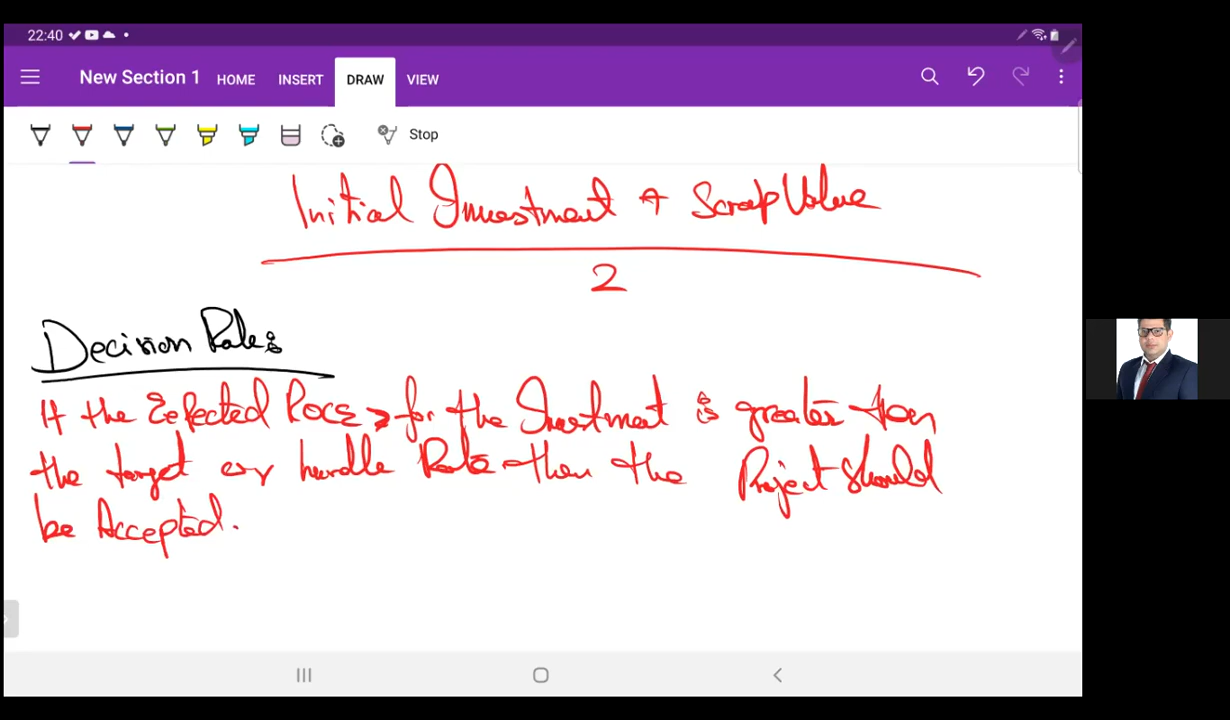 22:40
New Section 1 HOME INSERT DRAW VIEW
Stop
Initial Investment + Scrap Value
2
Decision Rule:
If the Expected ROCE for the Investment is greater than
the target or hurdle Rate then the Project Should
be Accepted.